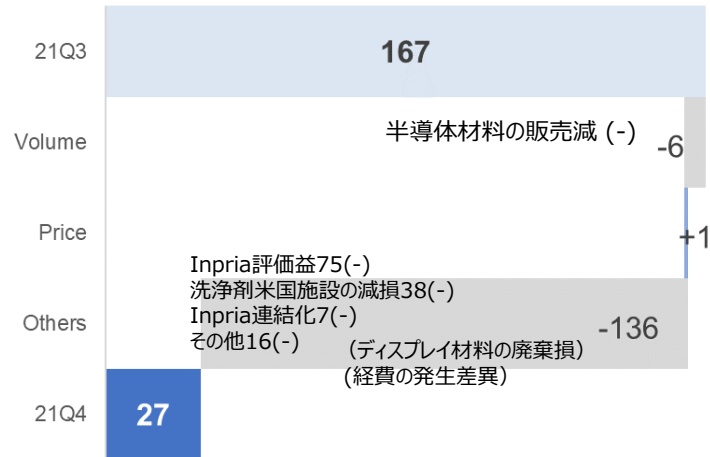 21Q3
167
Volume
半導体材料の販売減 (-)
-6
Price
+1
Others
Inpria評価益75(-)
洗浄剤米国施設の減損38(-)
Inpria連結化7(-)
その他16(-)
（ディスプレイ材料の廃棄損）
(経費の発生差異）
-136
21Q4
27